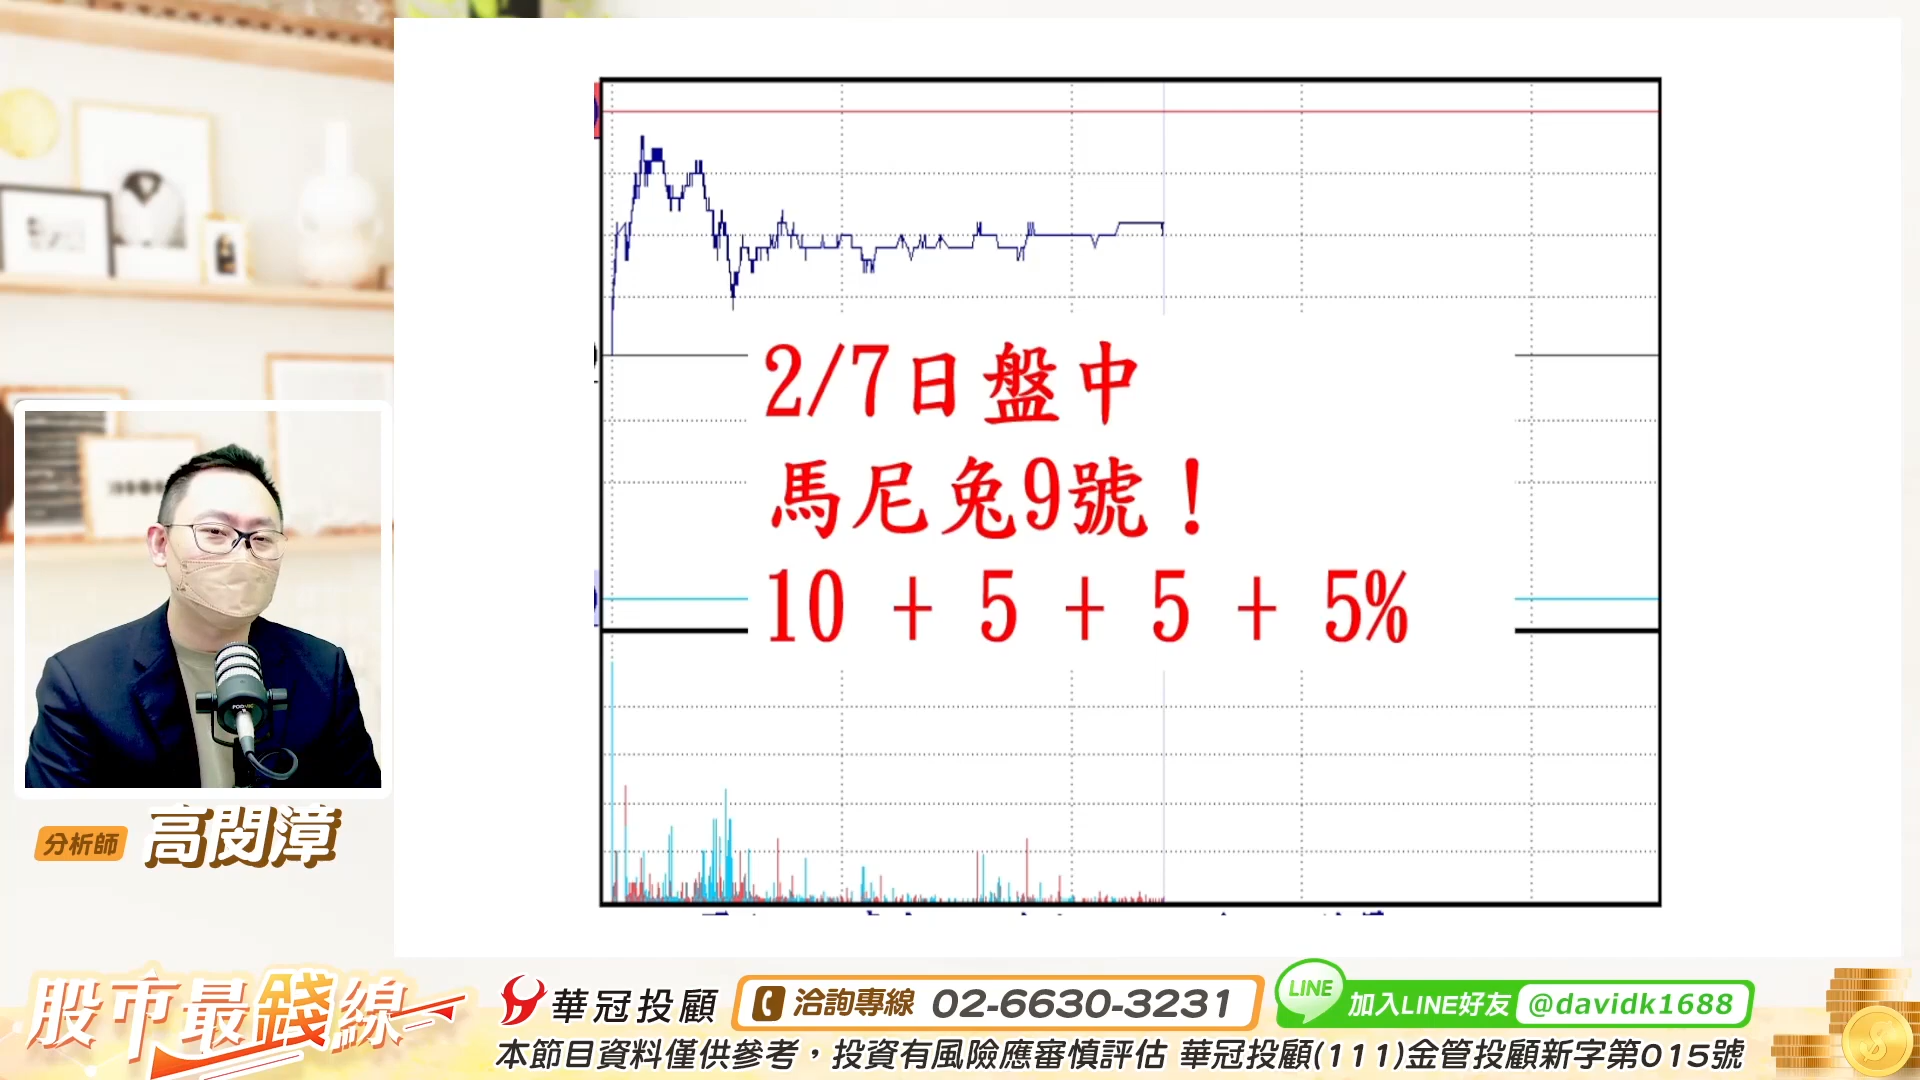 2/7日盤中
馬尼兔9號！
10 + 5 + 5 + 5%
分析師 高閔漳
股市最錢線
華冠投顧 洽詢專線 02-6630-3231 LINE 加入LINE好友 @davidk1688
本節目資料僅供參考，投資有風險應審慎評估 華冠投顧(111)金管投顧新字第015號